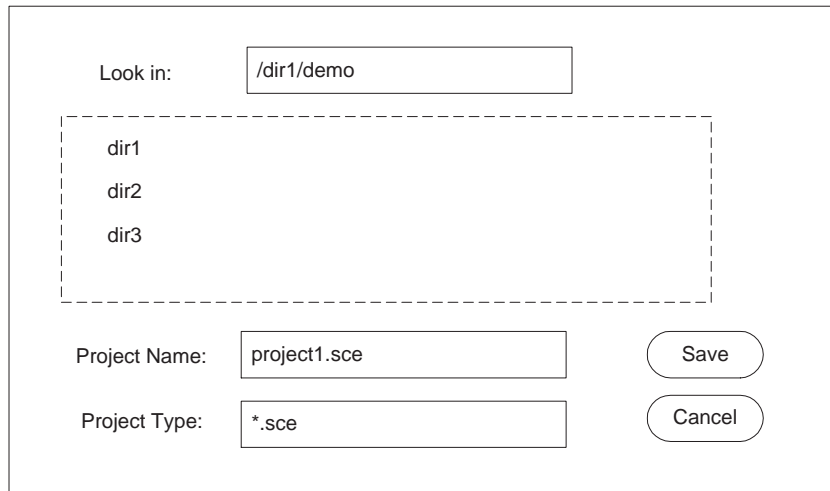 Look in: /dir1/demo
dir1
dir2
dir3
Project Name: project1.sce Save
Project Type: *.sce Cancel